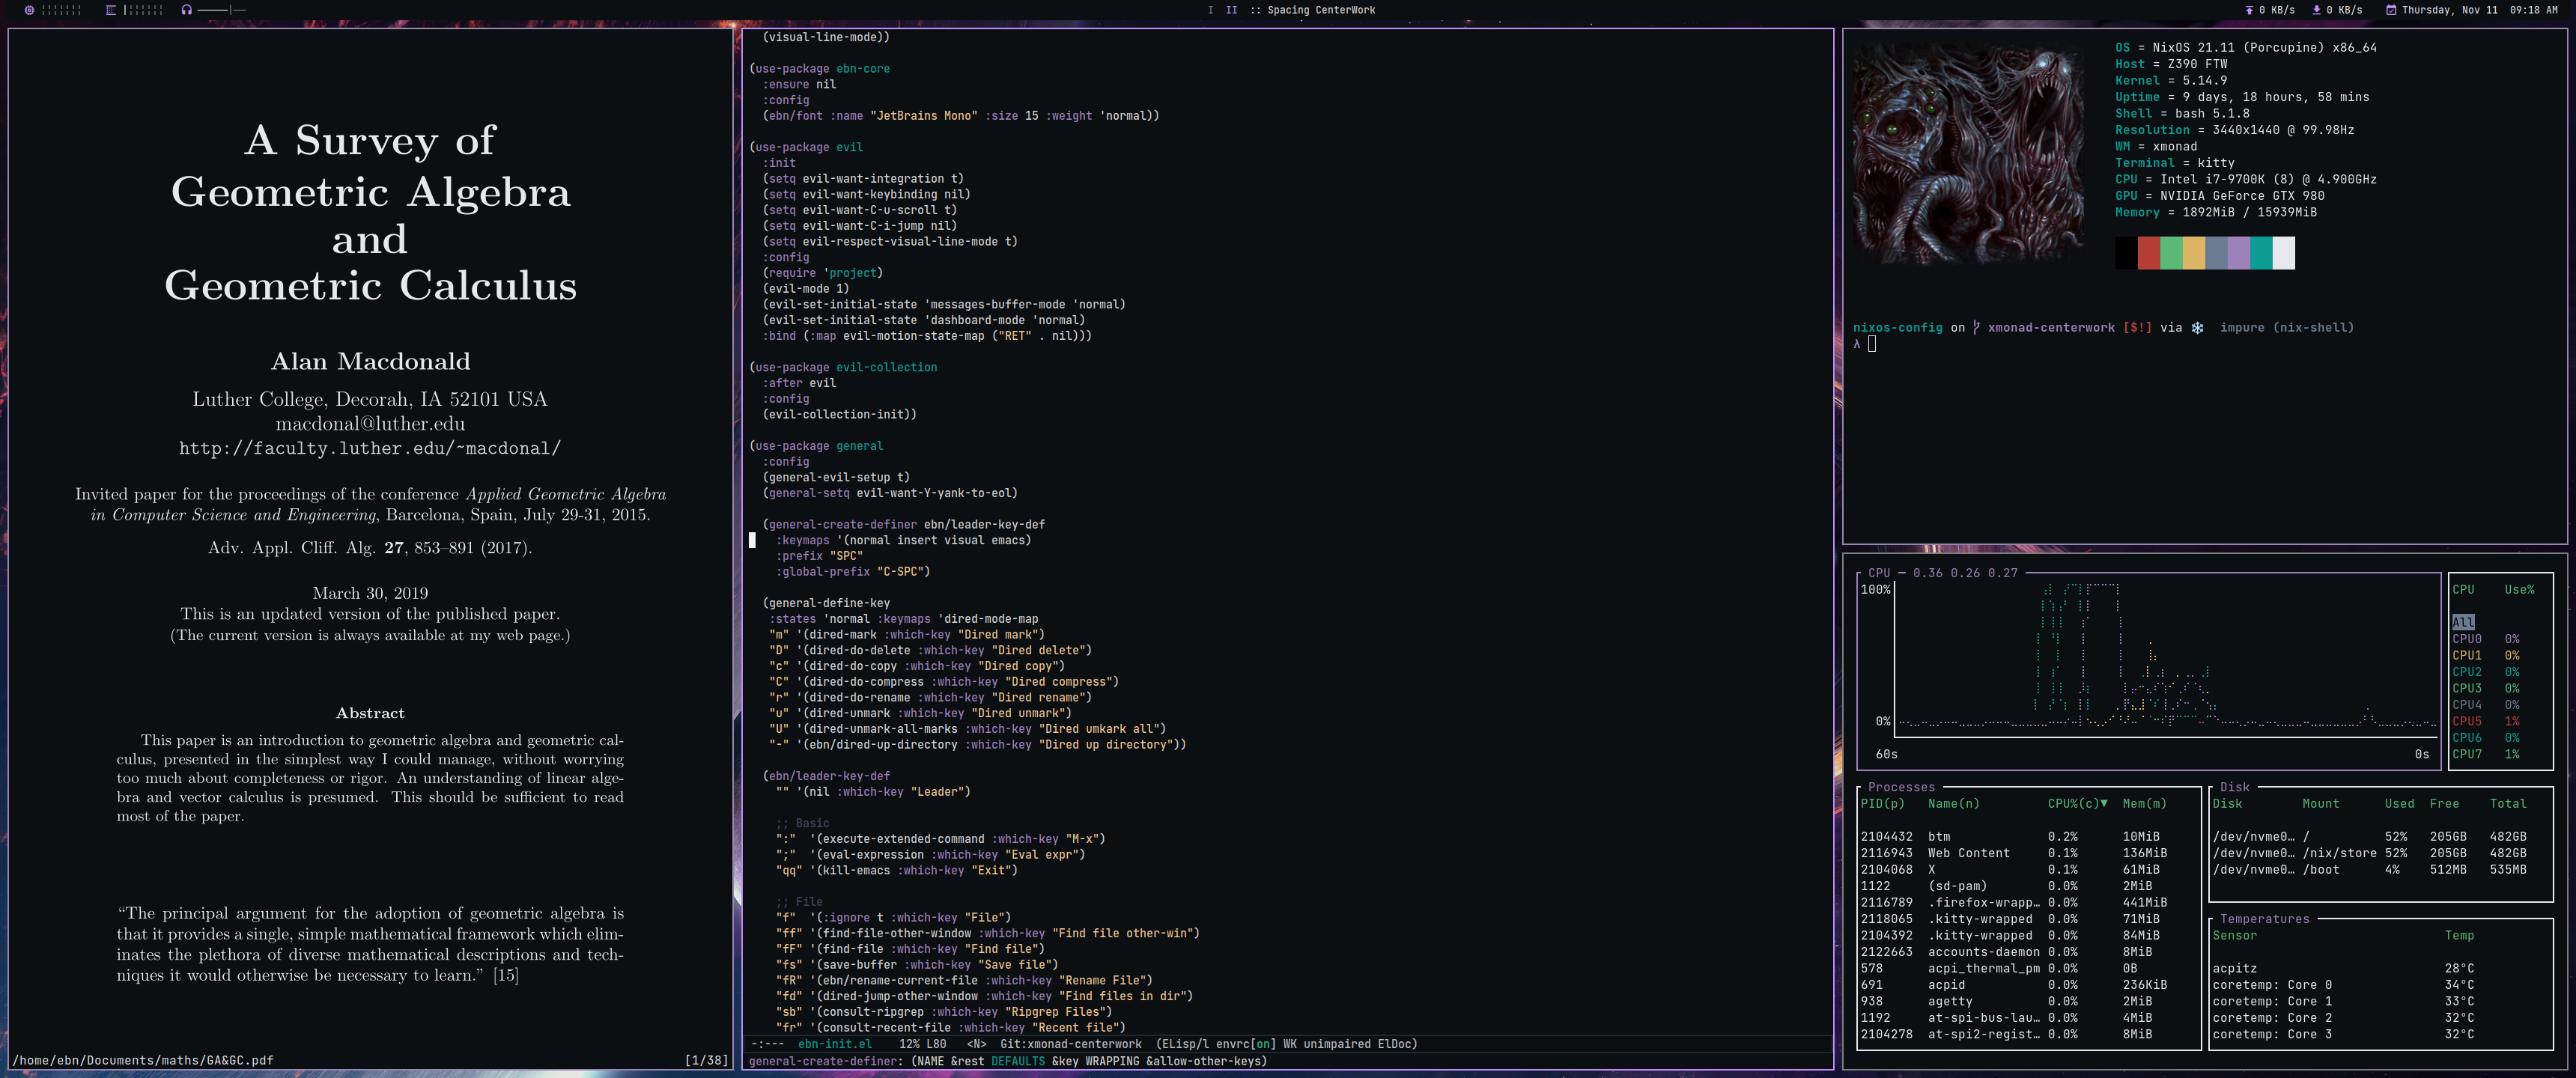 I II :: Spacing CenterWork
0 KB/s 0 KB/s Thursday, Nov 11 09:18 AM
A Survey of
Geometric Algebra
and
Geometric Calculus
Alan Macdonald
Luther College, Decorah, IA 52101 USA
macdonal@luther.edu
http://faculty.luther.edu/~macdonal/
Invited paper for the proceedings of the conference Applied Geometric Algebra
in Computer Science and Engineering, Barcelona, Spain, July 29-31, 2015.
Adv. Appl. Cliff. Alg. 27, 853–891 (2017).
March 30, 2019
This is an updated version of the published paper.
(The current version is always available at my web page.)
Abstract
This paper is an introduction to geometric algebra and geometric cal-
culus, presented in the simplest way I could manage, without worrying
too much about completeness or rigor. An understanding of linear alge-
bra and vector calculus is presumed. This should be sufficient to read
most of the paper.
“The principal argument for the adoption of geometric algebra is
that it provides a single, simple mathematical framework which elim-
inates the plethora of diverse mathematical descriptions and tech-
niques it would otherwise be necessary to learn.” [15]
/home/ebn/Documents/maths/GA&GC.pdf [1/38]
(visual-line-mode))
(use-package ebn-core
:ensure nil
:config
(ebn/font :name "JetBrains Mono" :size 15 :weight 'normal))
(use-package evil
:init
(setq evil-want-integration t)
(setq evil-want-keybinding nil)
(setq evil-want-C-u-scroll t)
(setq evil-want-C-i-jump nil)
(setq evil-respect-visual-line-mode t)
:config
(require 'project)
(evil-mode 1)
(evil-set-initial-state 'messages-buffer-mode 'normal)
(evil-set-initial-state 'dashboard-mode 'normal)
:bind (:map evil-motion-state-map ("RET" . nil)))
(use-package evil-collection
:after evil
:config
(evil-collection-init))
(use-package general
:config
(general-evil-setup t)
(general-setq evil-want-Y-yank-to-eol)
(general-create-definer ebn/leader-key-def
:keymaps '(normal insert visual emacs)
:prefix "SPC"
:global-prefix "C-SPC")
(general-define-key
:states 'normal :keymaps 'dired-mode-map
"m" '(dired-mark :which-key "Dired mark")
"D" '(dired-do-delete :which-key "Dired delete")
"c" '(dired-do-copy :which-key "Dired copy")
"C" '(dired-do-compress :which-key "Dired compress")
"r" '(dired-do-rename :which-key "Dired rename")
"u" '(dired-unmark :which-key "Dired unmark")
"U" '(dired-unmark-all-marks :which-key "Dired umkark all")
"-" '(ebn/dired-up-directory :which-key "Dired up directory"))
(ebn/leader-key-def
"" '(nil :which-key "Leader")
;; Basic
":" '(execute-extended-command :which-key "M-x")
";" '(eval-expression :which-key "Eval expr")
"qq" '(kill-emacs :which-key "Exit")
;; File
"f" '(:ignore t :which-key "File")
"ff" '(find-file-other-window :which-key "Find file other-win")
"fF" '(find-file :which-key "Find file")
"fs" '(save-buffer :which-key "Save file")
"fR" '(ebn/rename-current-file :which-key "Rename File")
"fd" '(dired-jump-other-window :which-key "Find files in dir")
"sb" '(consult-ripgrep :which-key "Ripgrep Files")
"fr" '(consult-recent-file :which-key "Recent file")
-:--- ebn-init.el 12% L80 <N> Git:xmonad-centerwork (ELisp/l envrc[on] WK unimpaired ElDoc)
general-create-definer: (NAME &rest DEFAULTS &key WRAPPING &allow-other-keys)
OS = NixOS 21.11 (Porcupine) x86_64
Host = Z390 FTW
Kernel = 5.14.9
Uptime = 9 days, 18 hours, 58 mins
Shell = bash 5.1.8
Resolution = 3440x1440 @ 99.98Hz
WM = xmonad
Terminal = kitty
CPU = Intel i7-9700K (8) @ 4.900GHz
GPU = NVIDIA GeForce GTX 980
Memory = 1892MiB / 15939MiB
nixos-config on xmonad-centerwork [$!] via ❄️ impure (nix-shell)
λ
CPU — 0.36 0.26 0.27
100%
0%
60s 0s
CPU Use%
All
CPU0 0%
CPU1 0%
CPU2 0%
CPU3 0%
CPU4 0%
CPU5 1%
CPU6 0%
CPU7 1%
Processes
PID(p) Name(n) CPU%(c)▼ Mem(m)
2104432 btm 0.2% 10MiB
2116943 Web Content 0.1% 136MiB
2104068 X 0.1% 61MiB
1122 (sd-pam) 0.0% 2MiB
2116789 .firefox-wrapp… 0.0% 441MiB
2118065 .kitty-wrapped 0.0% 71MiB
2104392 .kitty-wrapped 0.0% 84MiB
2122663 accounts-daemon 0.0% 8MiB
578 acpi_thermal_pm 0.0% 0B
691 acpid 0.0% 236KiB
938 agetty 0.0% 2MiB
1192 at-spi-bus-lau… 0.0% 4MiB
2104278 at-spi2-regist… 0.0% 8MiB
Disk
Disk Mount Used Free Total
/dev/nvme0… / 52% 205GB 482GB
/dev/nvme0… /nix/store 52% 205GB 482GB
/dev/nvme0… /boot 4% 512MB 535MB
Temperatures
Sensor Temp
acpitz 28°C
coretemp: Core 0 34°C
coretemp: Core 1 33°C
coretemp: Core 2 32°C
coretemp: Core 3 32°C